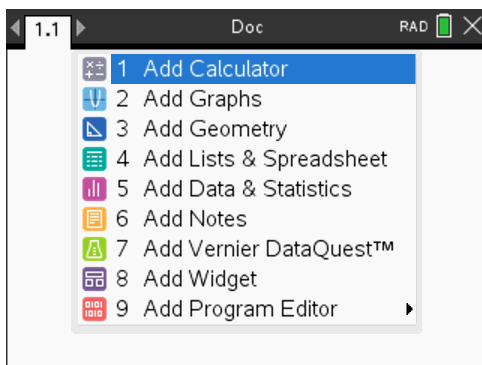 1.1 Doc RAD
1 Add Calculator
2 Add Graphs
3 Add Geometry
4 Add Lists & Spreadsheet
5 Add Data & Statistics
6 Add Notes
7 Add Vernier DataQuest™
8 Add Widget
9 Add Program Editor